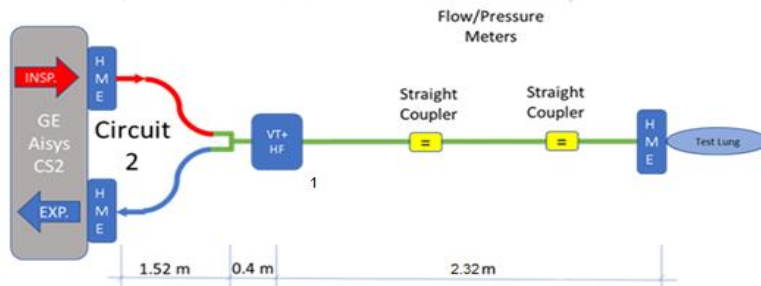 Flow/Pressure
Meters
H
M
E
INSP.
Straight
Coupler
Straight
Coupler
GE
Aisys
CS2
Circuit
2
VT+
HF
=
=
H
M
E
Test Lung
1
H
M
E
EXP.
1.52 m
0.4 m
2.32m